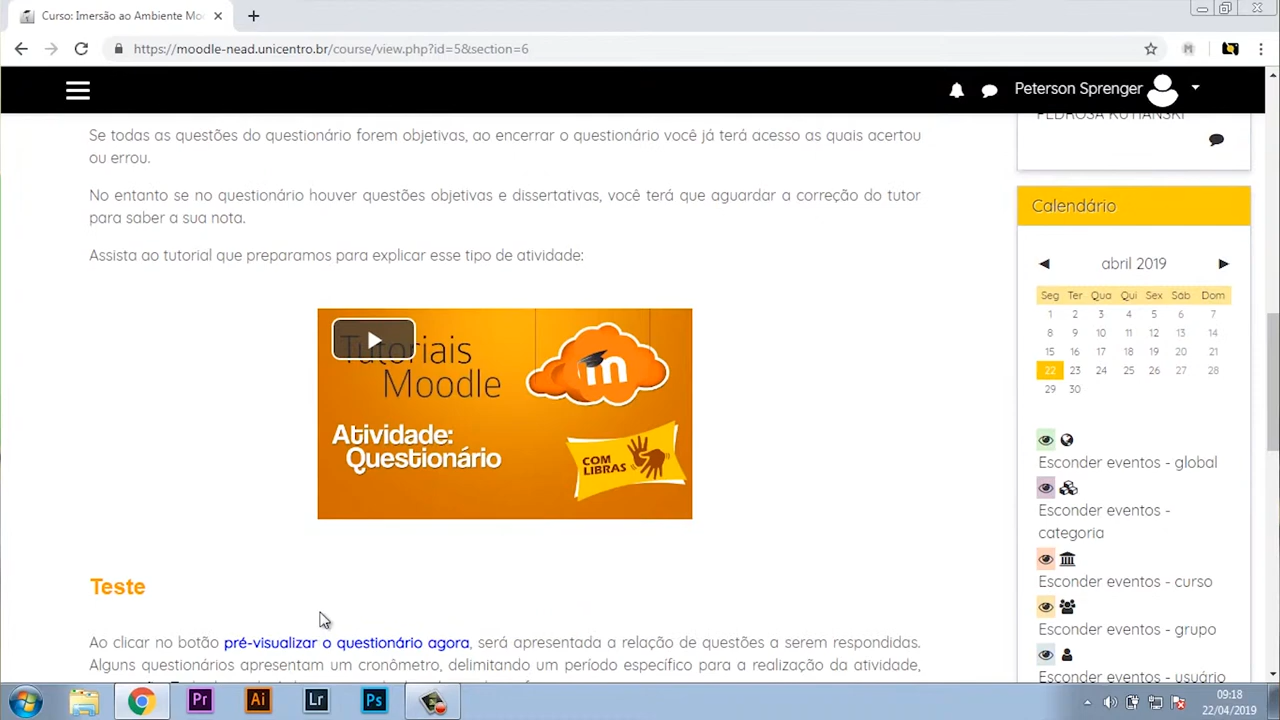 Curso: Imersão ao Ambiente Mo
https://moodle-nead.unicentro.br/course/view.php?id=5&section=6
Peterson Sprenger
Se todas as questões do questionário forem objetivas, ao encerrar o questionário você já terá acesso as quais acertou
ou errou.
No entanto se no questionário houver questões objetivas e dissertativas, você terá que aguardar a correção do tutor
para saber a sua nota.
Assista ao tutorial que preparamos para explicar esse tipo de atividade:
Tutoriais
Moodle
m
Atividade:
Questionário
COM
LIBRAS
Teste
Ao clicar no botão pré-visualizar o questionário agora, será apresentada a relação de questões a serem respondidas.
Alguns questionários apresentam um cronômetro, delimitando um período específico para a realização da atividade,
PEDROSA KUTIANSKI
Calendário
abril 2019
Seg Ter Qua Qui Sex Sáb Dom
1 2 3 4 5 6 7
8 9 10 11 12 13 14
15 16 17 18 19 20 21
22 23 24 25 26 27 28
29 30
Esconder eventos - global
Esconder eventos -
categoria
Esconder eventos - curso
Esconder eventos - grupo
Esconder eventos - usuário
Pr
Ai
Lr
Ps
09:18
22/04/2019